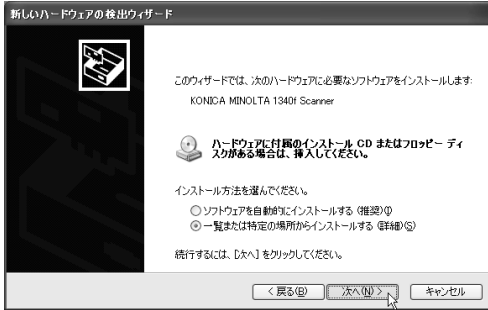 新しいハードウェアの検出ウィザード
このウィザードでは、次のハードウェアに必要なソフトウェアをインストールします:
KONICA MINOLTA 1340f Scanner
ハードウェアに付属のインストール CD またはフロッピー ディ
スクがある場合は、挿入してください。
インストール方法を選んでください。
ソフトウェアを自動的にインストールする (推奨)(I)
一覧または特定の場所からインストールする (詳細)(S)
続行するには、[次へ] をクリックしてください。
< 戻る(B) 次へ(N) > キャンセル